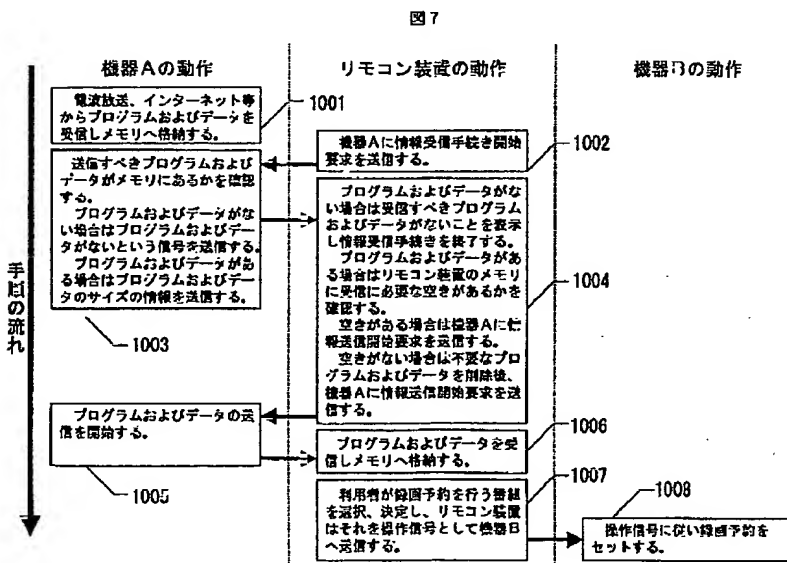 図7
機器Aの動作
リモコン装置の動作
機器Bの動作
手順の流れ
電波放送、インターネット等
からプログラムおよびデータを
受信しメモリへ格納する。
1001
機器Aに情報受信手続き開始
要求を送信する。
1002
送信すべきプログラムおよび
データがメモリにあるかを確認
する。
プログラムおよびデータがな
い場合はプログラムおよびデー
タがないという信号を送信する。
プログラムおよびデータがあ
る場合はプログラムおよびデー
タのサイズの情報を送信する。
1003
プログラムおよびデータがな
い場合は受信すべきプログラム
およびデータがないことを表示
し情報受信手続きを終了する。
プログラムおよびデータがあ
る場合はリモコン装置のメモリ
に受信に必要な空きがあるかを
確認する。
空きがある場合は機器Aに情
報送信開始要求を送信する。
空きがない場合は不要なプロ
グラムおよびデータを削除後、
機器Aに情報送信開始要求を送
信する。
1004
プログラムおよびデータの送
信を開始する。
1005
プログラムおよびデータを受
信しメモリへ格納する。
1006
利用者が録画予約を行う番組
を選択、決定し、リモコン装置
はそれを操作信号として機器B
へ送信する。
1007
操作信号に従い録画予約を
セットする。
1008